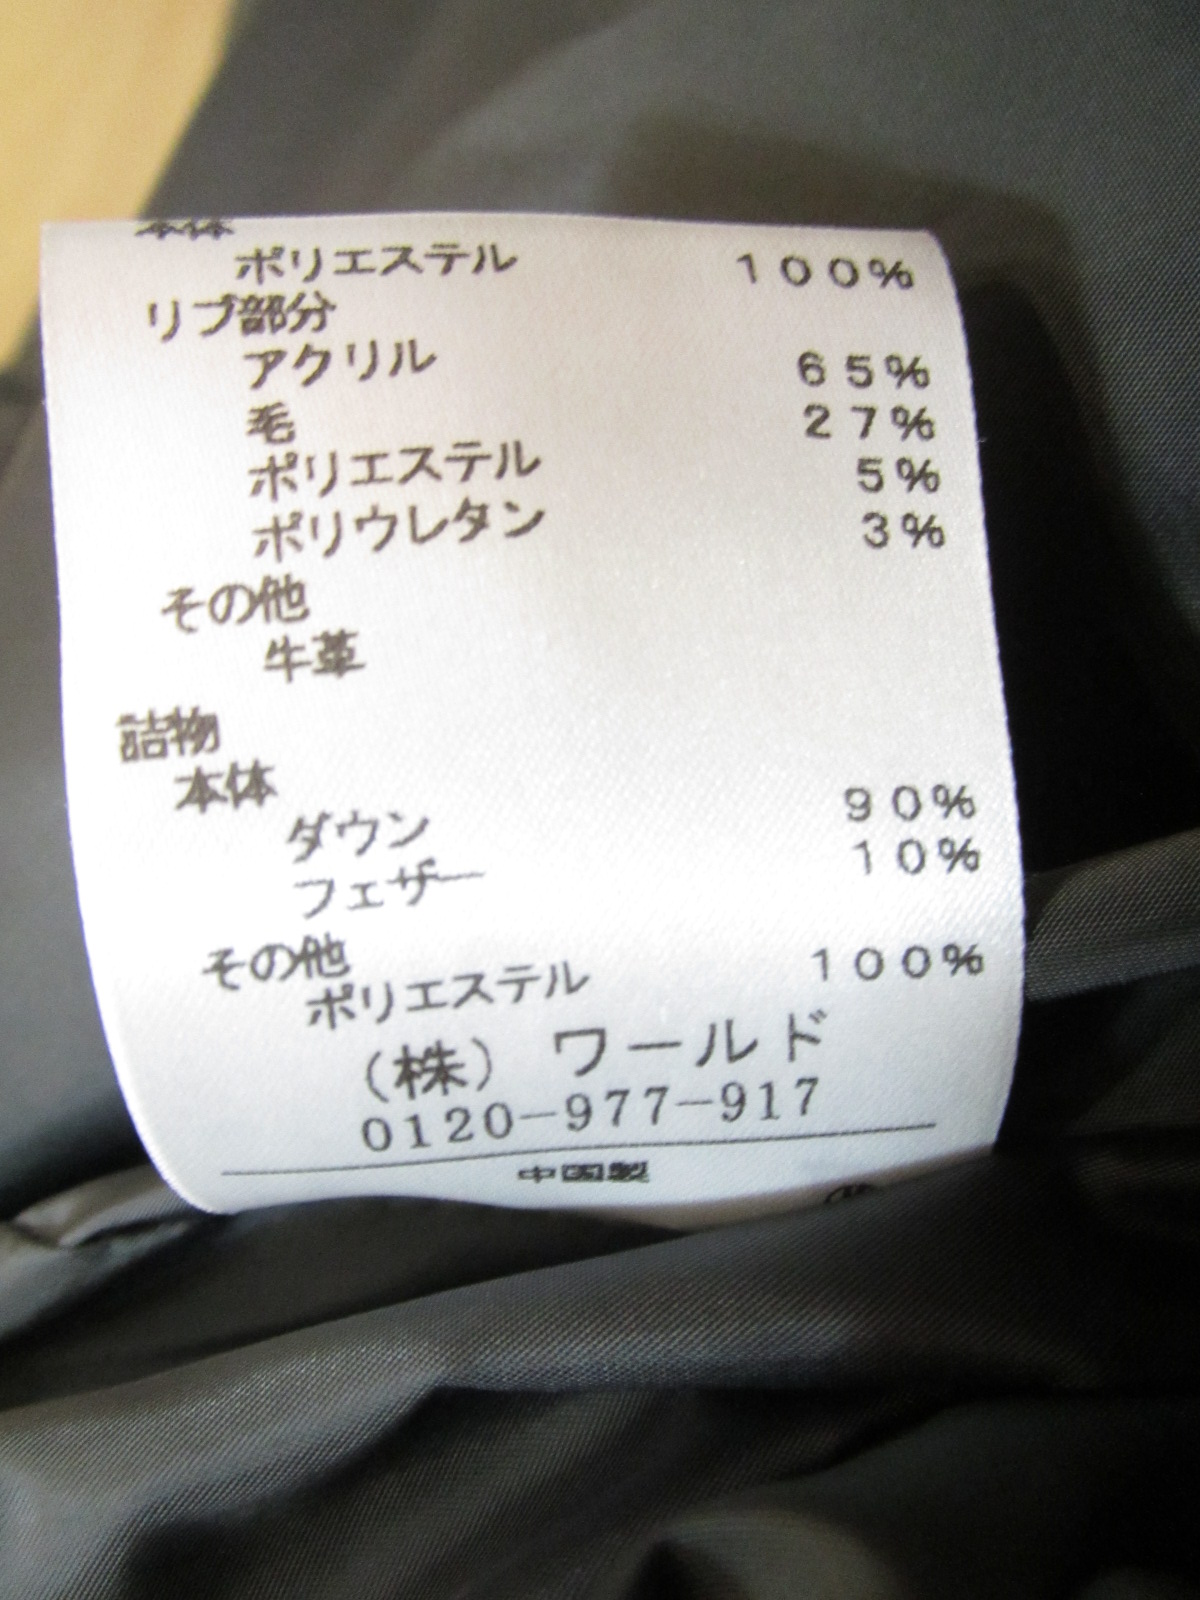 本体
ポリエステル 100%
リブ部分
アクリル 65%
毛 27%
ポリエステル 5%
ポリウレタン 3%
その他
牛革
詰物
本体
ダウン 90%
フェザー 10%
その他
ポリエステル 100%
(株) ワールド
0120-977-917
中国製